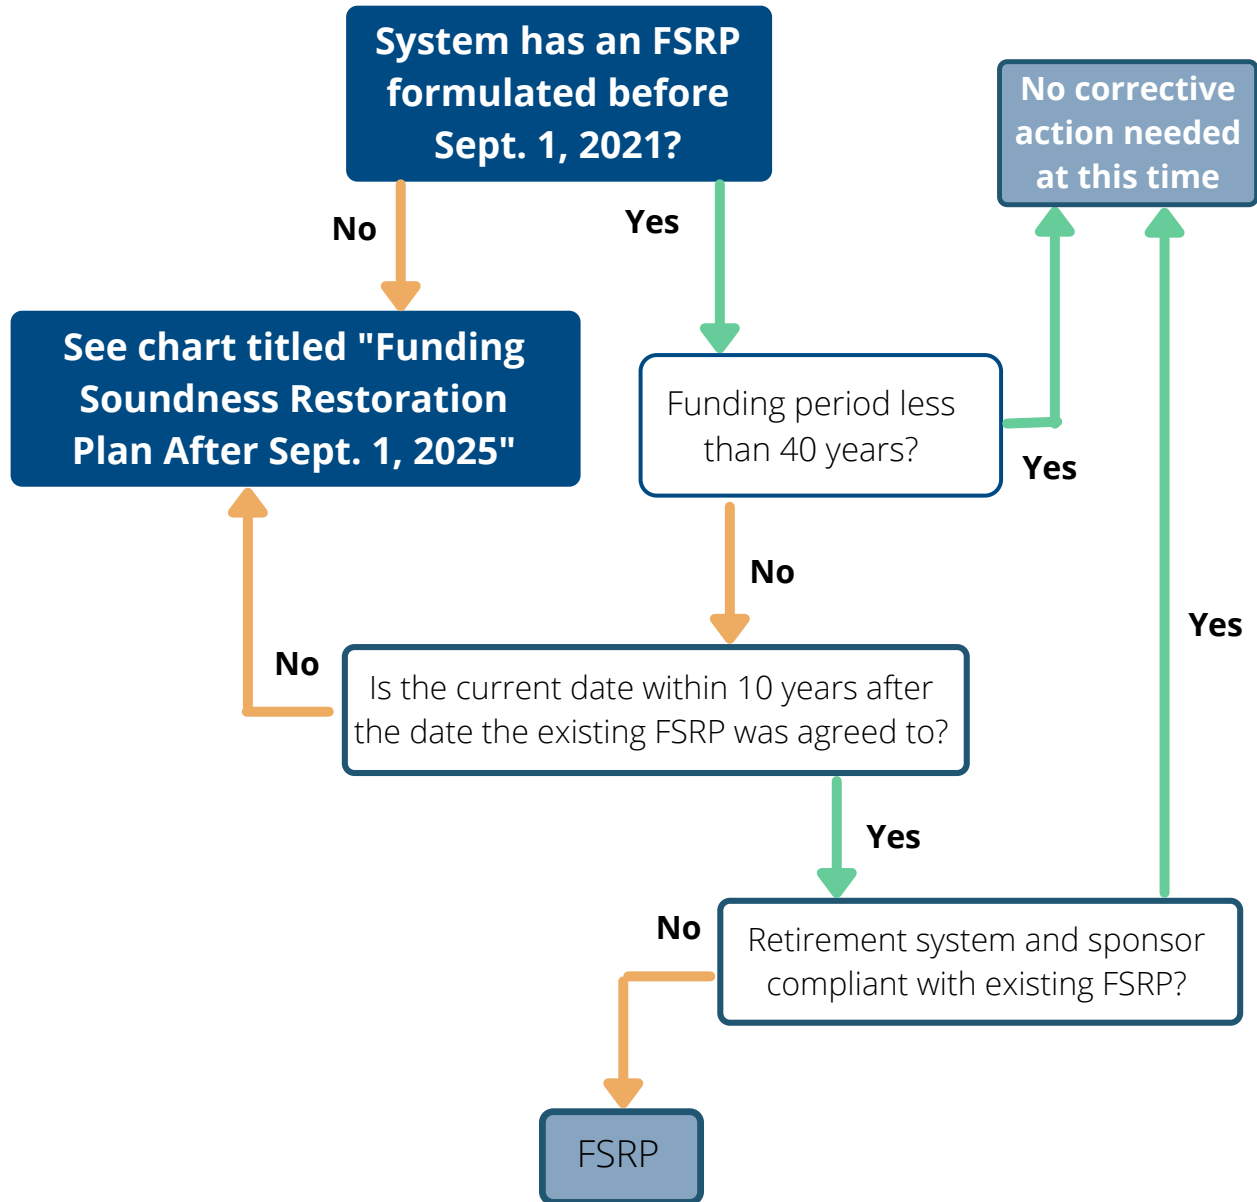 System has an FSRP
formulated before
Sept. 1, 2021?
No corrective
action needed
at this time
No
Yes
See chart titled "Funding
Soundness Restoration
Plan After Sept. 1, 2025"
Funding period less
than 40 years?
Yes
No
Yes
No
Is the current date within 10 years after
the date the existing FSRP was agreed to?
Yes
No
Retirement system and sponsor
compliant with existing FSRP?
FSRP